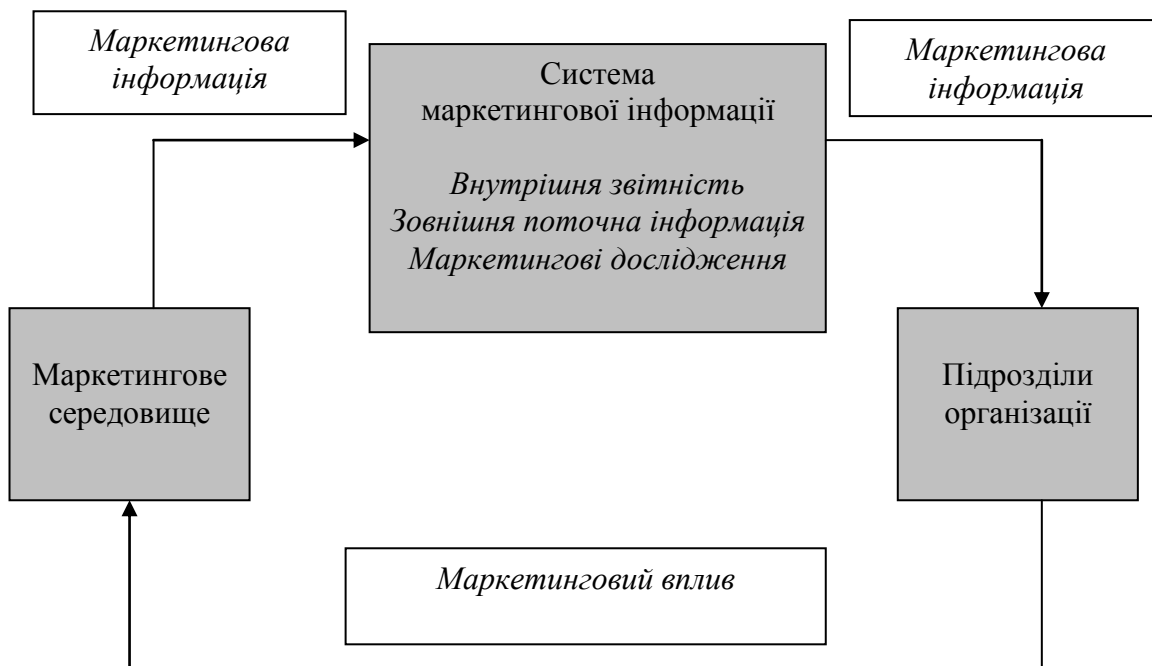 Маркетингова
інформація
Система
маркетингової інформації
Внутрішня звітність
Зовнішня поточна інформація
Маркетингові дослідження
Маркетингова
інформація
Маркетингове
середовище
Підрозділи
організації
Маркетинговий вплив